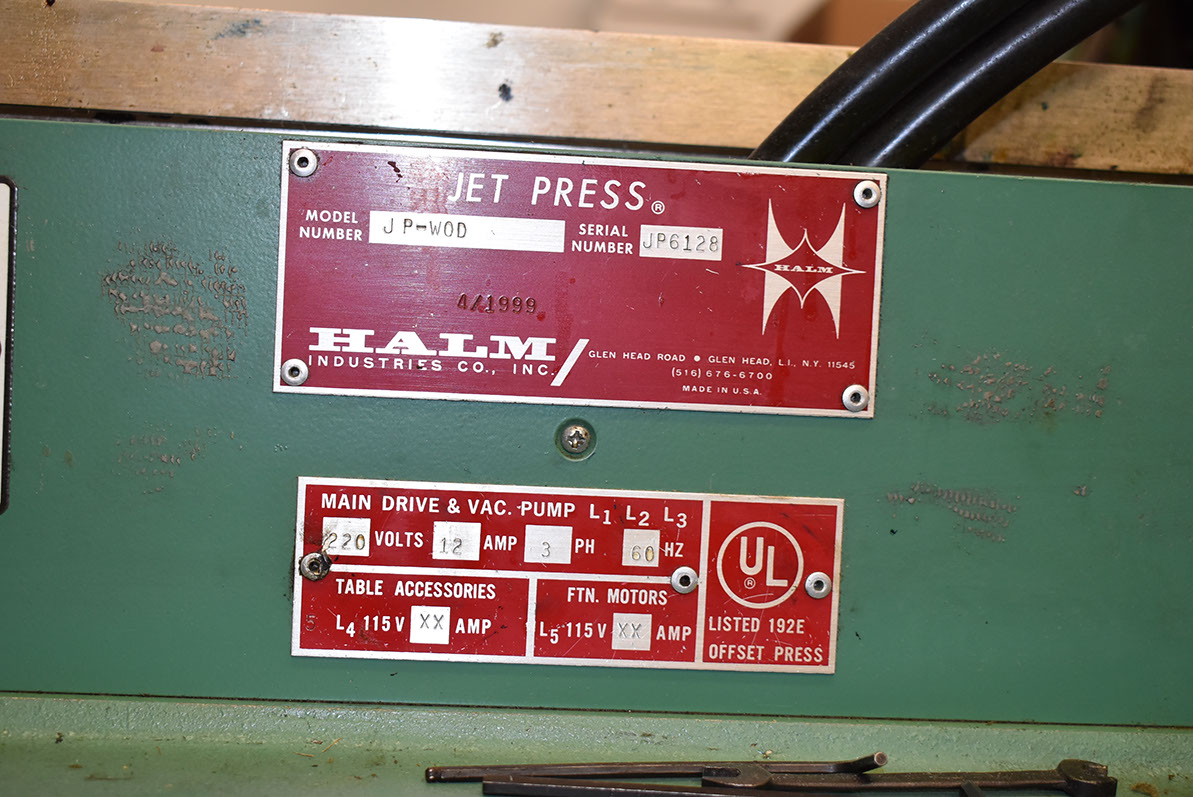 JET PRESS®
MODEL NUMBER JP-WOD SERIAL NUMBER JP6128
HALM
4/1999
HALM
INDUSTRIES CO., INC.
GLEN HEAD ROAD • GLEN HEAD, L.I., N.Y. 11545
(516) 676-6700
MADE IN U.S.A.
MAIN DRIVE & VAC. PUMP L1 L2 L3
220 VOLTS 12 AMP 3 PH 60 HZ
TABLE ACCESSORIES
L4 115V XX AMP
FTN. MOTORS
L5 115V XX AMP
UL®
LISTED 192E
OFFSET PRESS